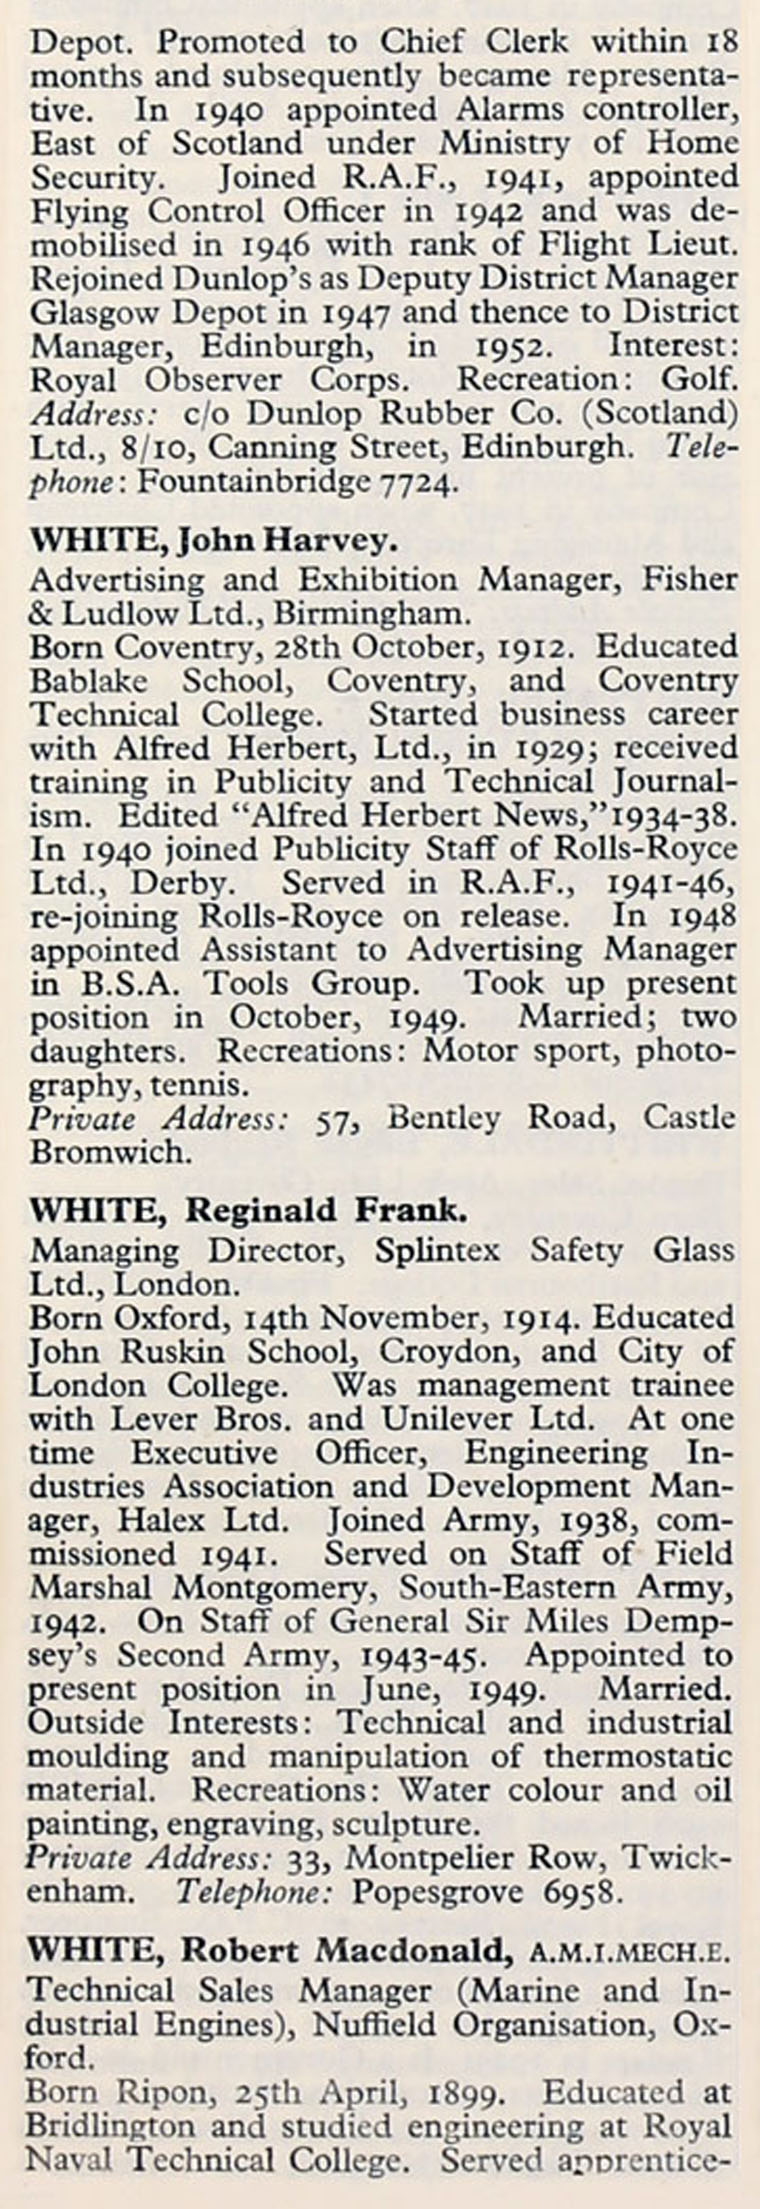 Depot. Promoted to Chief Clerk within 18
months and subsequently became representa-
tive. In 1940 appointed Alarms controller,
East of Scotland under Ministry of Home
Security. Joined R.A.F., 1941, appointed
Flying Control Officer in 1942 and was de-
mobilised in 1946 with rank of Flight Lieut.
Rejoined Dunlop's as Deputy District Manager
Glasgow Depot in 1947 and thence to District
Manager, Edinburgh, in 1952. Interest:
Royal Observer Corps. Recreation: Golf.
Address: c/o Dunlop Rubber Co. (Scotland)
Ltd., 8/10, Canning Street, Edinburgh. Tele-
phone: Fountainbridge 7724.
WHITE, John Harvey.
Advertising and Exhibition Manager, Fisher
& Ludlow Ltd., Birmingham.
Born Coventry, 28th October, 1912. Educated
Bablake School, Coventry, and Coventry
Technical College. Started business career
with Alfred Herbert, Ltd., in 1929; received
training in Publicity and Technical Journal-
ism. Edited "Alfred Herbert News," 1934-38.
In 1940 joined Publicity Staff of Rolls-Royce
Ltd., Derby. Served in R.A.F., 1941-46,
re-joining Rolls-Royce on release. In 1948
appointed Assistant to Advertising Manager
in B.S.A. Tools Group. Took up present
position in October, 1949. Married; two
daughters. Recreations: Motor sport, photo-
graphy, tennis.
Private Address: 57, Bentley Road, Castle
Bromwich.
WHITE, Reginald Frank.
Managing Director, Splintex Safety Glass
Ltd., London.
Born Oxford, 14th November, 1914. Educated
John Ruskin School, Croydon, and City of
London College. Was management trainee
with Lever Bros. and Unilever Ltd. At one
time Executive Officer, Engineering In-
dustries Association and Development Man-
ager, Halex Ltd. Joined Army, 1938, com-
missioned 1941. Served on Staff of Field
Marshal Montgomery, South-Eastern Army,
1942. On Staff of General Sir Miles Demp-
sey's Second Army, 1943-45. Appointed to
present position in June, 1949. Married.
Outside Interests: Technical and industrial
moulding and manipulation of thermostatic
material. Recreations: Water colour and oil
painting, engraving, sculpture.
Private Address: 33, Montpelier Row, Twick-
enham. Telephone: Popesgrove 6958.
WHITE, Robert Macdonald, A.M.I.MECH.E.
Technical Sales Manager (Marine and In-
dustrial Engines), Nuffield Organisation, Ox-
ford.
Born Ripon, 25th April, 1899. Educated at
Bridlington and studied engineering at Royal
Naval Technical College. Served apprentice-